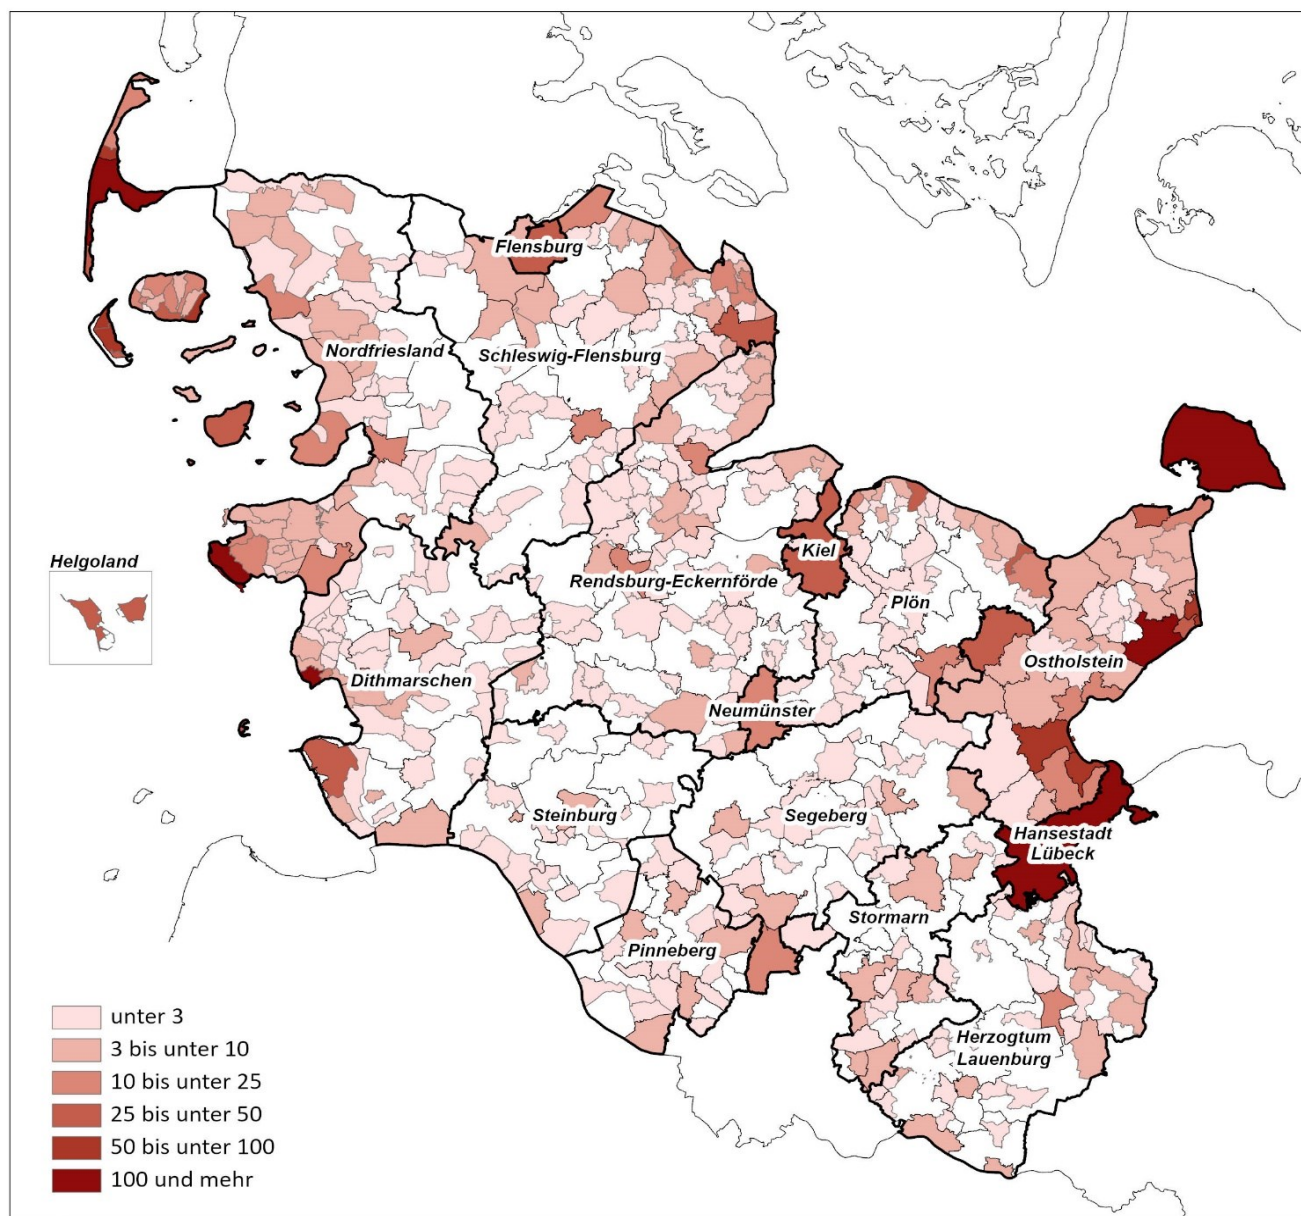 Flensburg
Nordfriesland
Schleswig-Flensburg
Helgoland
Kiel
Rendsburg-Eckernförde
Plön
Ostholstein
Dithmarschen
Neumünster
Steinburg
Segeberg
Hansestadt
Lübeck
Stormarn
Pinneberg
Herzogtum
Lauenburg
unter 3
3 bis unter 10
10 bis unter 25
25 bis unter 50
50 bis unter 100
100 und mehr